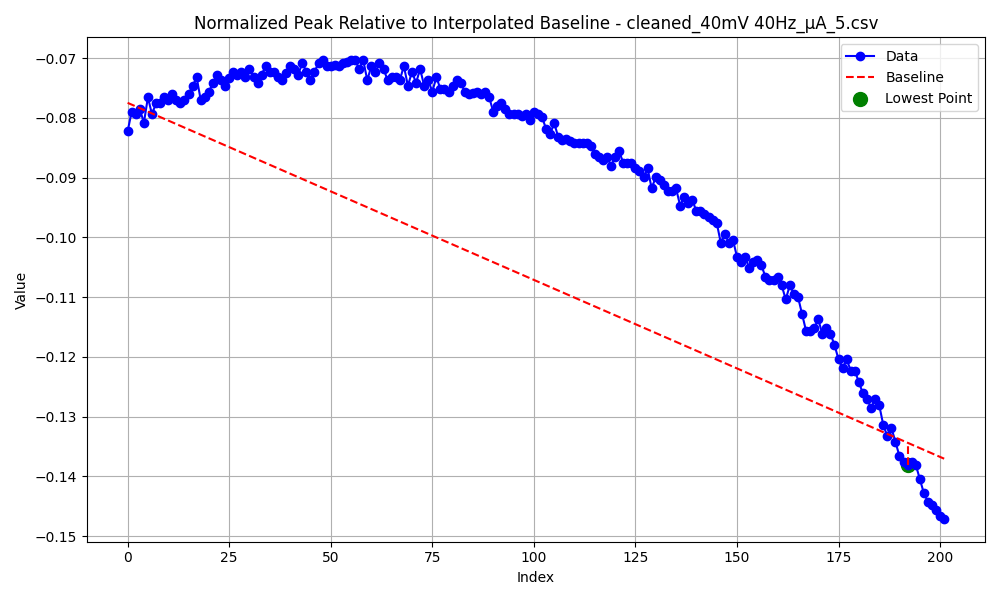 Normalized Peak Relative to Interpolated Baseline - cleaned_40mV 40Hz_μA_5.csv
Data
Baseline
Lowest Point
−0.07
−0.08
−0.09
−0.10
−0.11
−0.12
−0.13
−0.14
−0.15
Value
0 25 50 75 100 125 150 175 200
Index